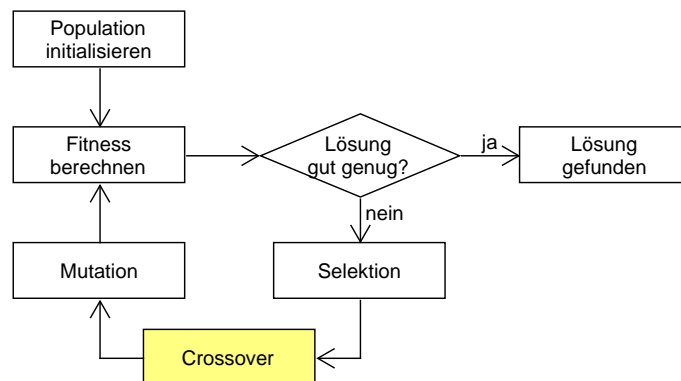 Population
initialisieren
Fitness
berechnen
Lösung
gut genug?
ja
Lösung
gefunden
nein
Selektion
Crossover
Mutation